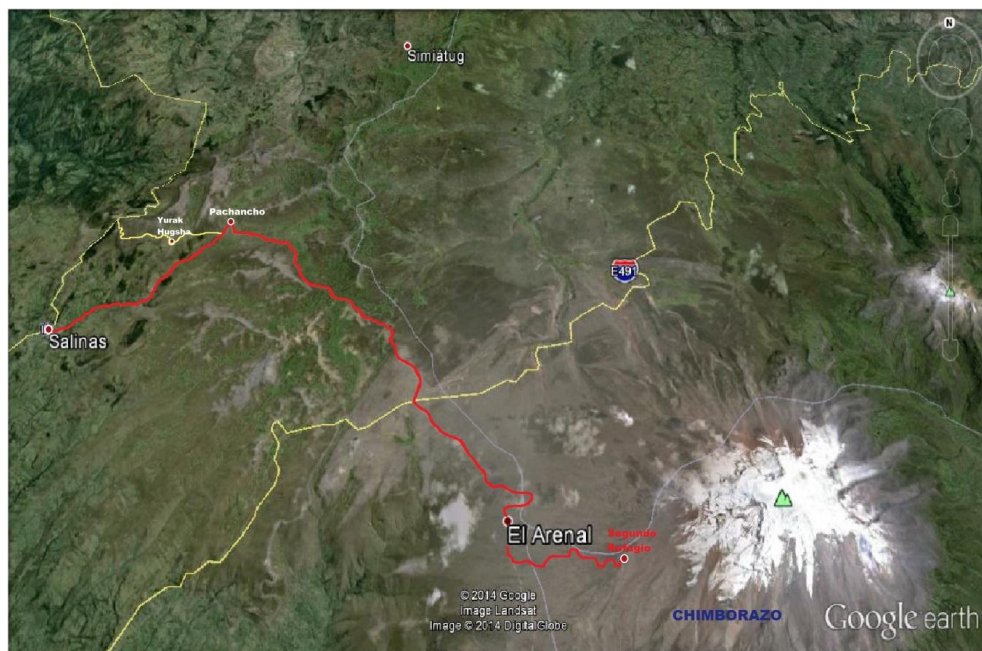 N
Simiátug
Pachancho
Yurak
Hugsha
E491
Salinas
El Arenal
Segundo
Refugio
© 2014 Google
Image Landsat
Image © 2014 DigitalGlobe
CHIMBORAZO
Google earth